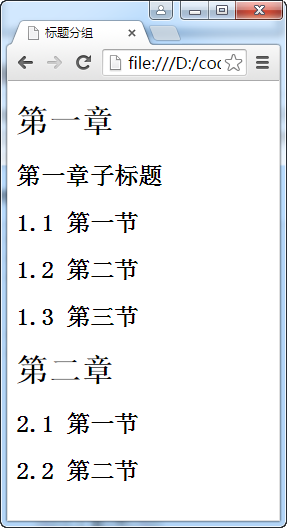 标题分组
file:///D:/coc
第一章
第一章子标题
1.1 第一节
1.2 第二节
1.3 第三节
第二章
2.1 第一节
2.2 第二节